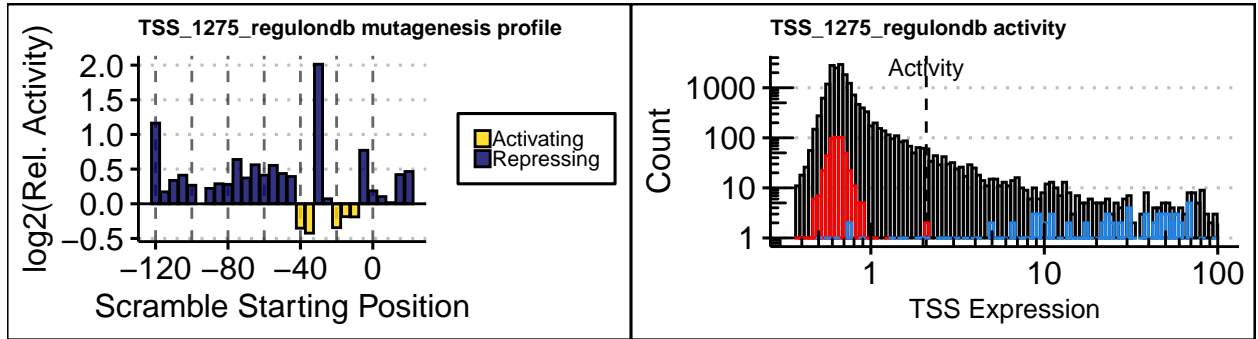 TSS_1275_regulondb mutagenesis profile
log2(Rel. Activity)
2.0
1.5
1.0
0.5
0.0
−0.5
−120 −80 −40 0
Scramble Starting Position
Activating
Repressing
TSS_1275_regulondb activity
Activity
Count
1000
100
10
1
1 10 100
TSS Expression